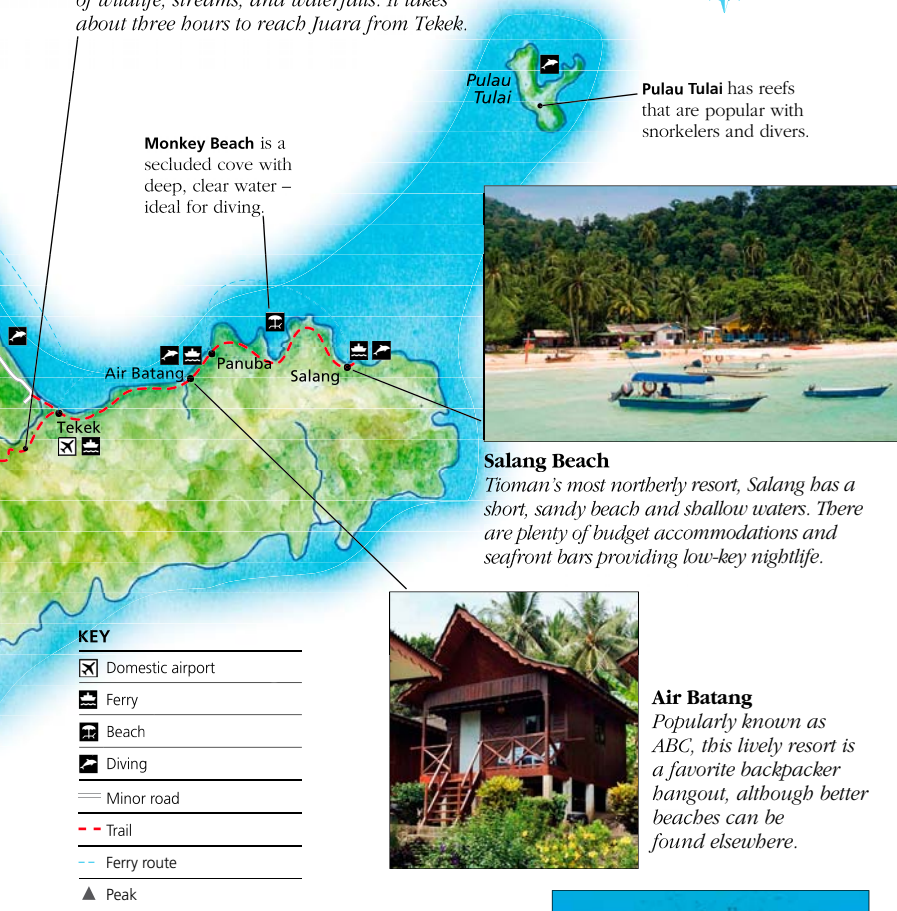 of wildlife, streams, and waterfalls. It takes
about three hours to reach Juara from Tekek.
Pulau
Tulai
Pulau Tulai has reefs
that are popular with
snorkelers and divers.
Monkey Beach is a
secluded cove with
deep, clear water –
ideal for diving.
Panuba
Air Batang
Salang
Tekek
Salang Beach
Tioman's most northerly resort, Salang has a
short, sandy beach and shallow waters. There
are plenty of budget accommodations and
seafront bars providing low-key nightlife.
KEY
Domestic airport
Ferry
Beach
Diving
Minor road
Trail
Ferry route
Peak
Air Batang
Popularly known as
ABC, this lively resort is
a favorite backpacker
hangout, although better
beaches can be
found elsewhere.